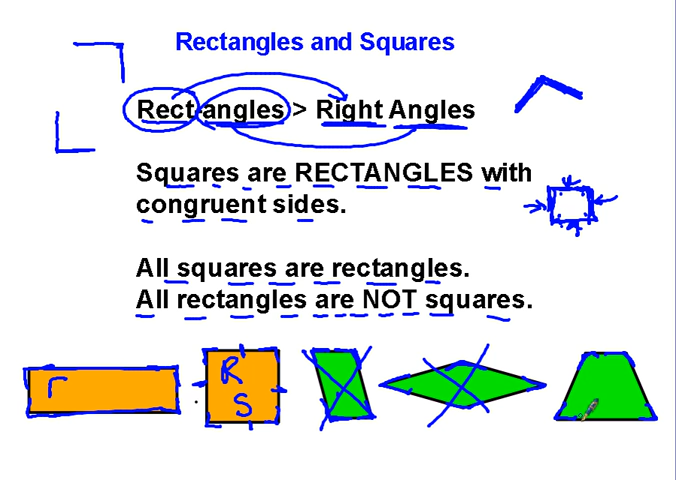 Rectangles and Squares
Rectangles > Right Angles
Squares are RECTANGLES with
congruent sides.
All squares are rectangles.
All rectangles are NOT squares.
r
R
S